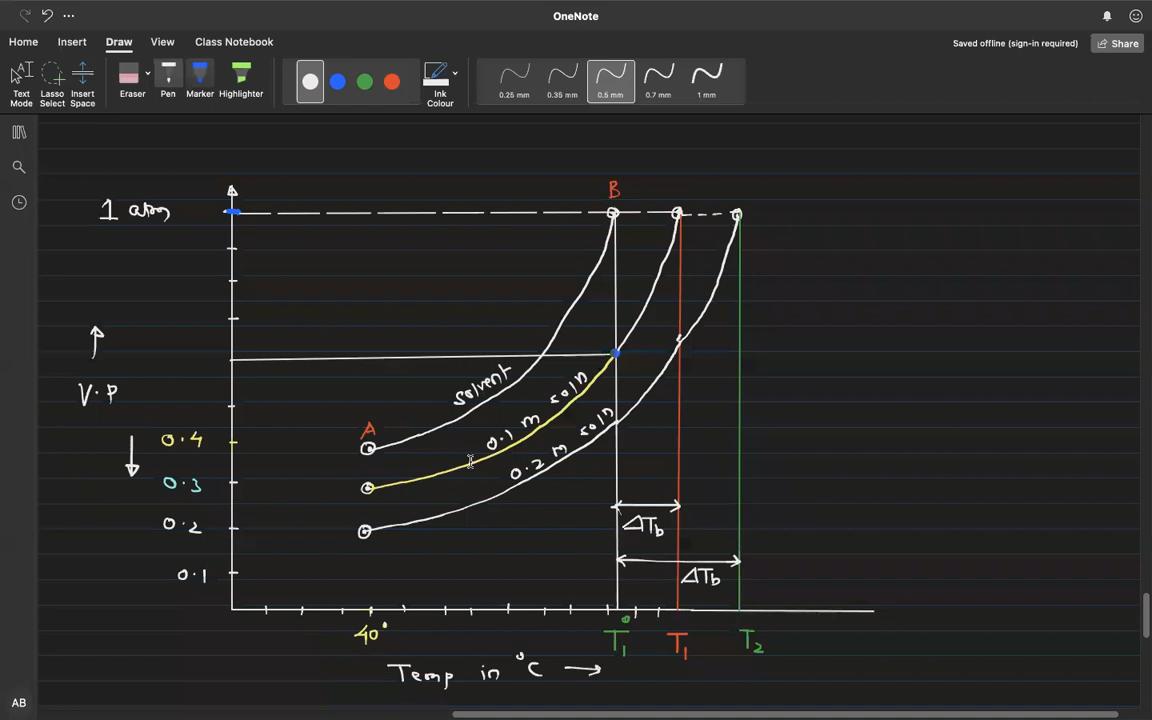 OneNote
Home Insert Draw View Class Notebook
Saved offline (sign-in required) Share
Text Mode Lasso Select Insert Space Eraser Pen Marker Highlighter Ink Colour 0.25 mm 0.35 mm 0.5 mm 0.7 mm 1 mm
B
1 atm
solvent
V.P
A
0.1 m soln
0.4
0.2 m soln
0.3
0.2
ΔTb
0.1
ΔTb
40°
T₁°
T₁
T₂
Temp in °C →
AB